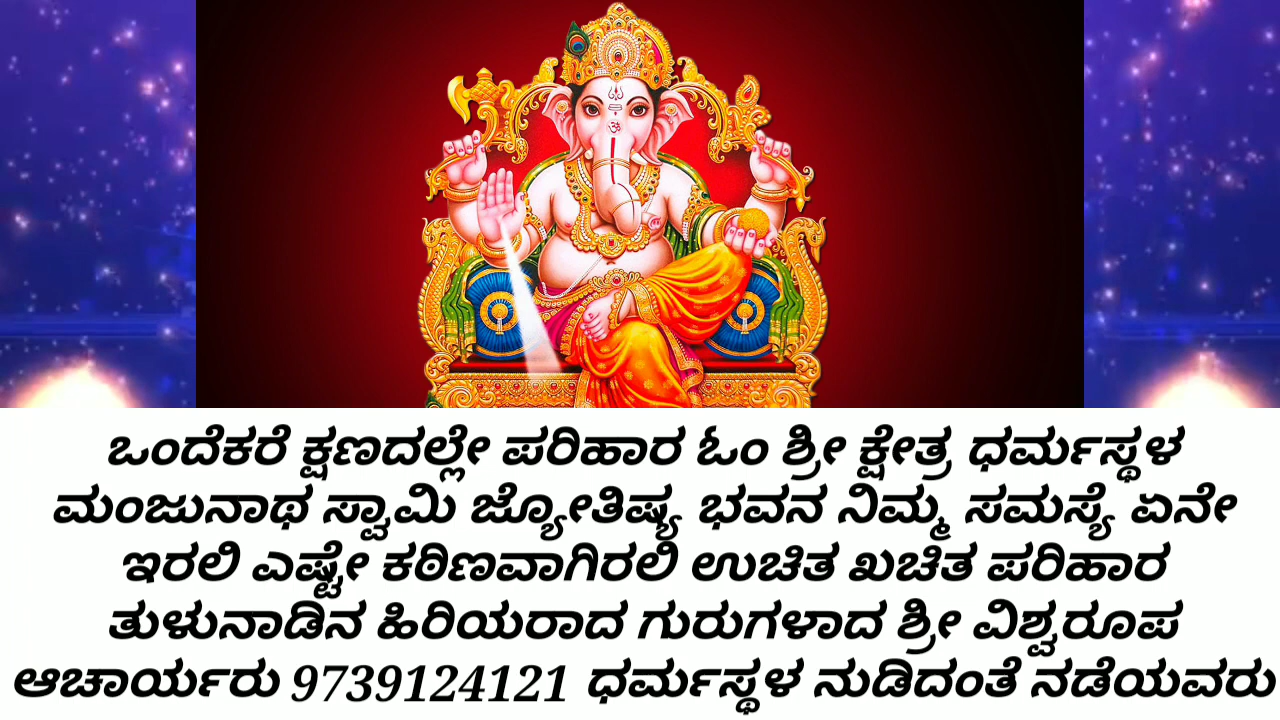 ಒಂದೆಕರೆ ಕ್ಷಣದಲ್ಲೇ ಪರಿಹಾರ ಓಂ ಶ್ರೀ ಕ್ಷೇತ್ರ ಧರ್ಮಸ್ಥಳ
ಮಂಜುನಾಥ ಸ್ವಾಮಿ ಜ್ಯೋತಿಷ್ಯ ಭವನ ನಿಮ್ಮ ಸಮಸ್ಯೆ ಏನೇ
ಇರಲಿ ಎಷ್ಟೇ ಕಠಿಣವಾಗಿರಲಿ ಉಚಿತ ಖಚಿತ ಪರಿಹಾರ
ತುಳುನಾಡಿನ ಹಿರಿಯರಾದ ಗುರುಗಳಾದ ಶ್ರೀ ವಿಶ್ವರೂಪ
ಆಚಾರ್ಯರು 9739124121 ಧರ್ಮಸ್ಥಳ ನುಡಿದಂತೆ ನಡೆಯವರು